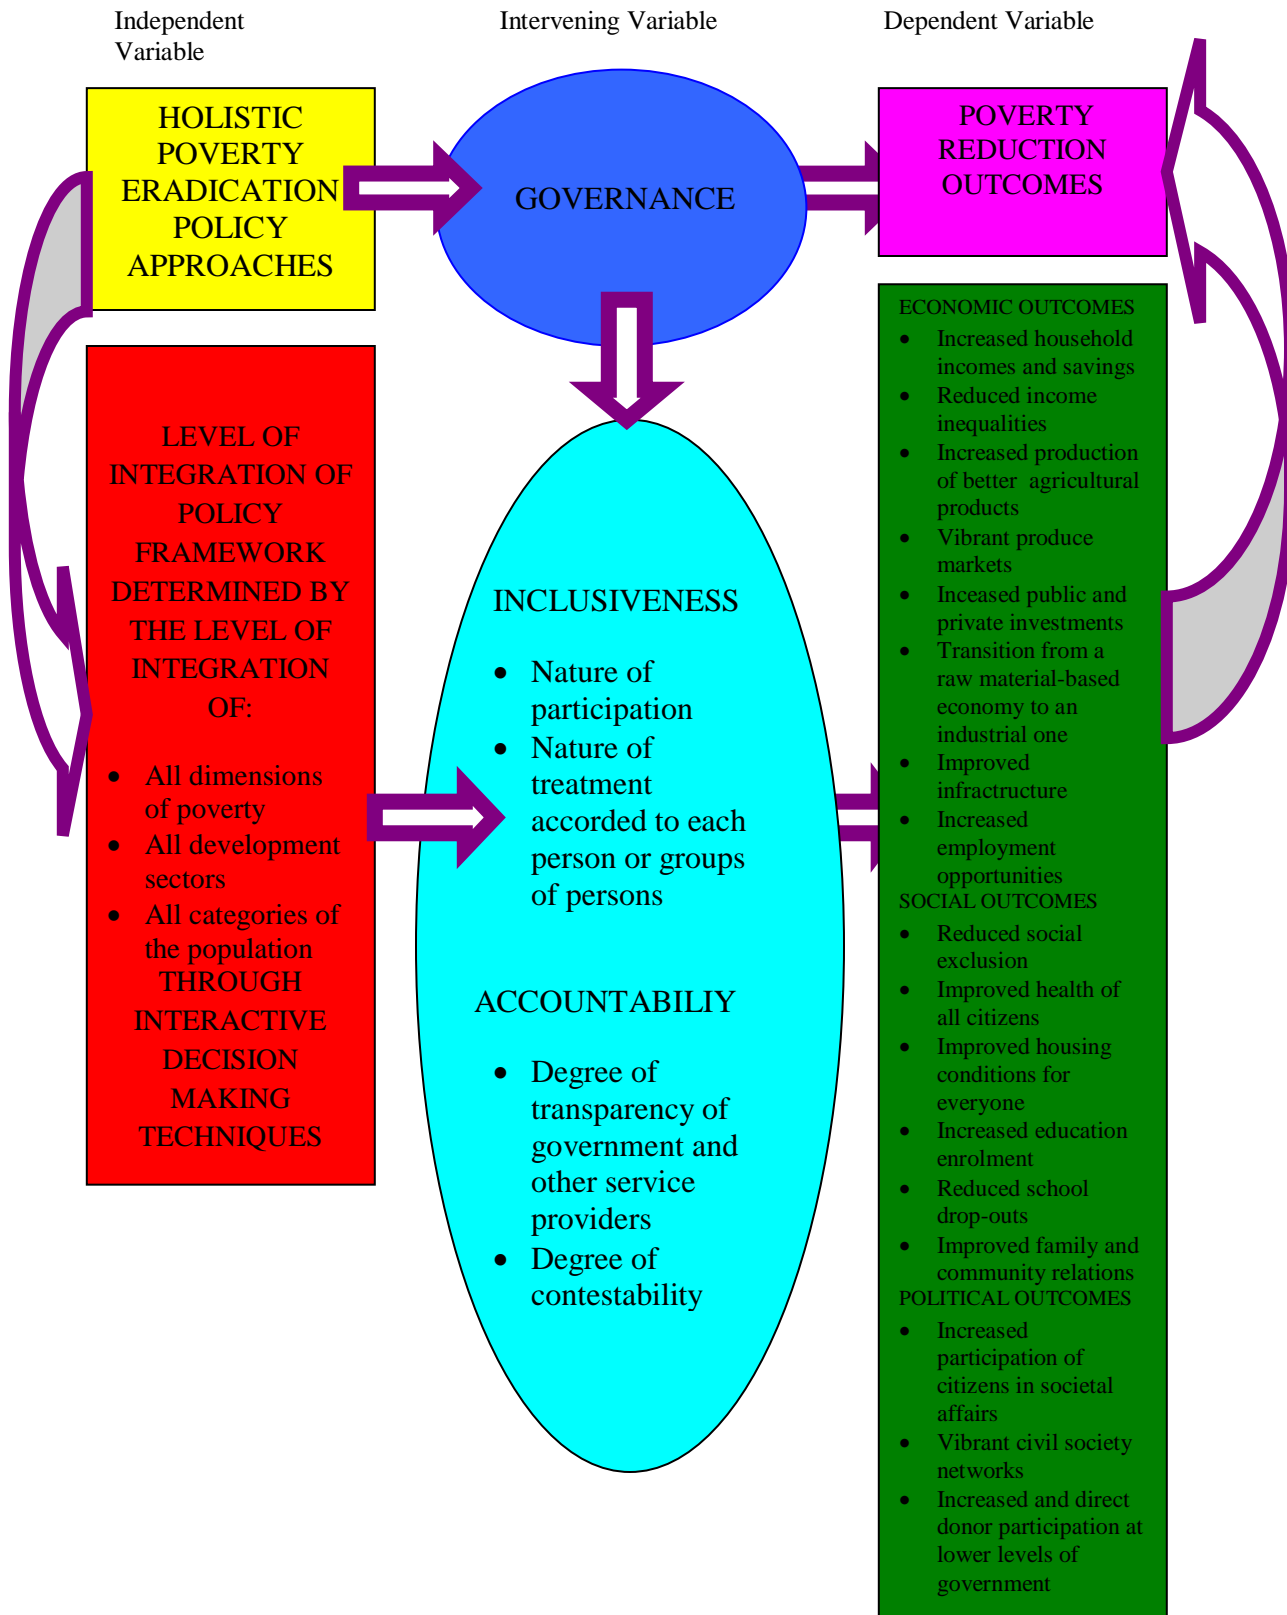 Independent
Variable
Intervening Variable
Dependent Variable
HOLISTIC
POVERTY
ERADICATION
POLICY
APPROACHES
GOVERNANCE
POVERTY
REDUCTION
OUTCOMES
LEVEL OF
INTEGRATION OF
POLICY
FRAMEWORK
DETERMINED BY
THE LEVEL OF
INTEGRATION
OF:
• All dimensions
of poverty
• All development
sectors
• All categories of
the population
THROUGH
INTERACTIVE
DECISION
MAKING
TECHNIQUES
INCLUSIVENESS
• Nature of
participation
• Nature of
treatment
accorded to each
person or groups
of persons
ACCOUNTABILIY
• Degree of
transparency of
government and
other service
providers
• Degree of
contestability
ECONOMIC OUTCOMES
• Increased household
incomes and savings
• Reduced income
inequalities
• Increased production
of better agricultural
products
• Vibrant produce
markets
• Inceased public and
private investments
• Transition from a
raw material-based
economy to an
industrial one
• Improved
infractructure
• Increased
employment
opportunities
SOCIAL OUTCOMES
• Reduced social
exclusion
• Improved health of
all citizens
• Improved housing
conditions for
everyone
• Increased education
enrolment
• Reduced school
drop-outs
• Improved family and
community relations
POLITICAL OUTCOMES
• Increased
participation of
citizens in societal
affairs
• Vibrant civil society
networks
• Increased and direct
donor participation at
lower levels of
government